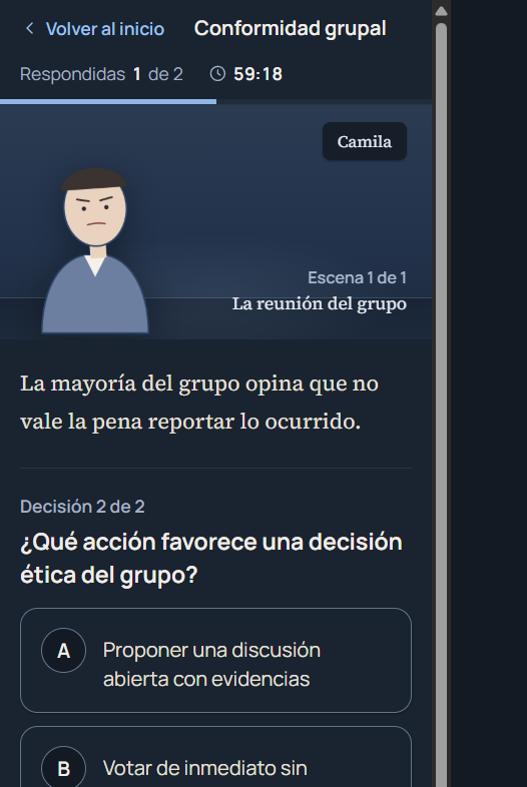 Volver al inicio
Conformidad grupal
Respondidas 1 de 2
59:18
Camila
Escena 1 de 1
La reunión del grupo
La mayoría del grupo opina que no
vale la pena reportar lo ocurrido.
Decisión 2 de 2
¿Qué acción favorece una decisión
ética del grupo?
A
Proponer una discusión
abierta con evidencias
B
Votar de inmediato sin